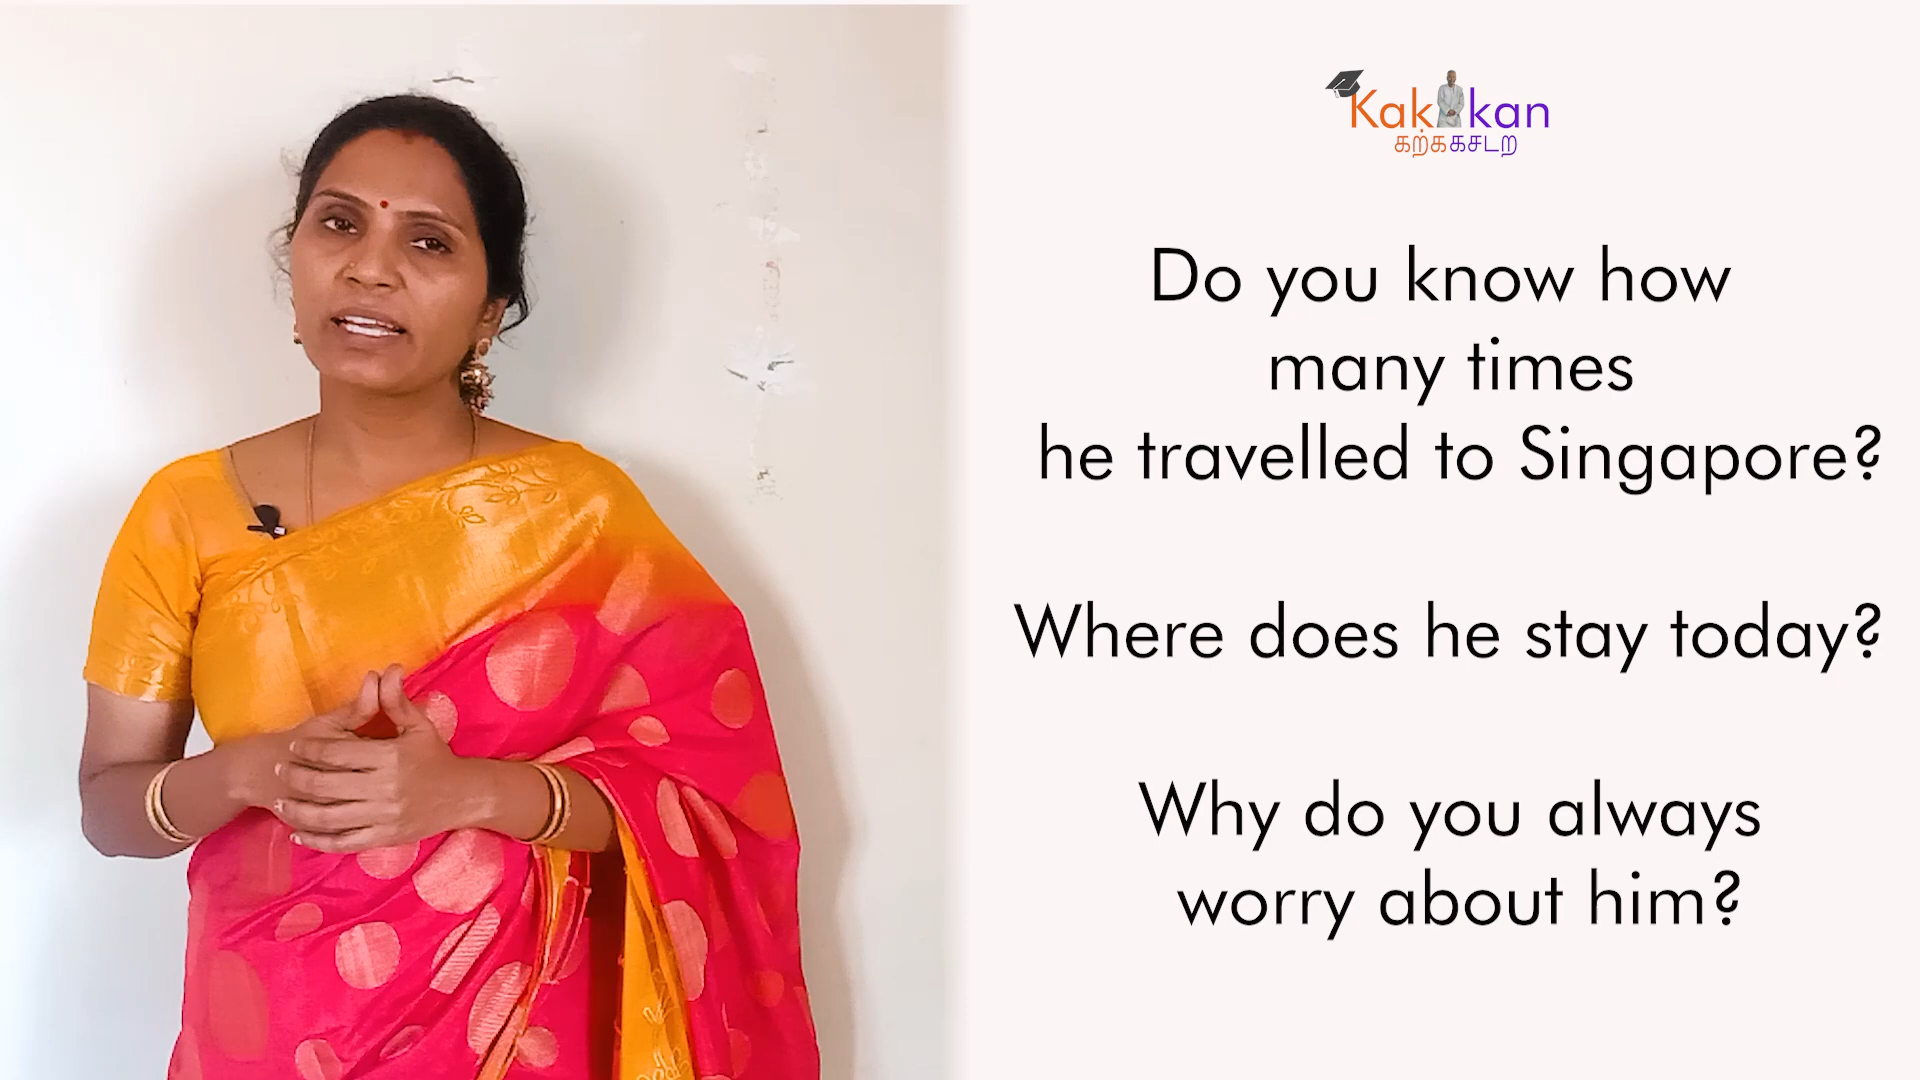 Kak kan
கற்க கசடற
Do you know how
many times
he travelled to Singapore?
Where does he stay today?
Why do you always
worry about him?